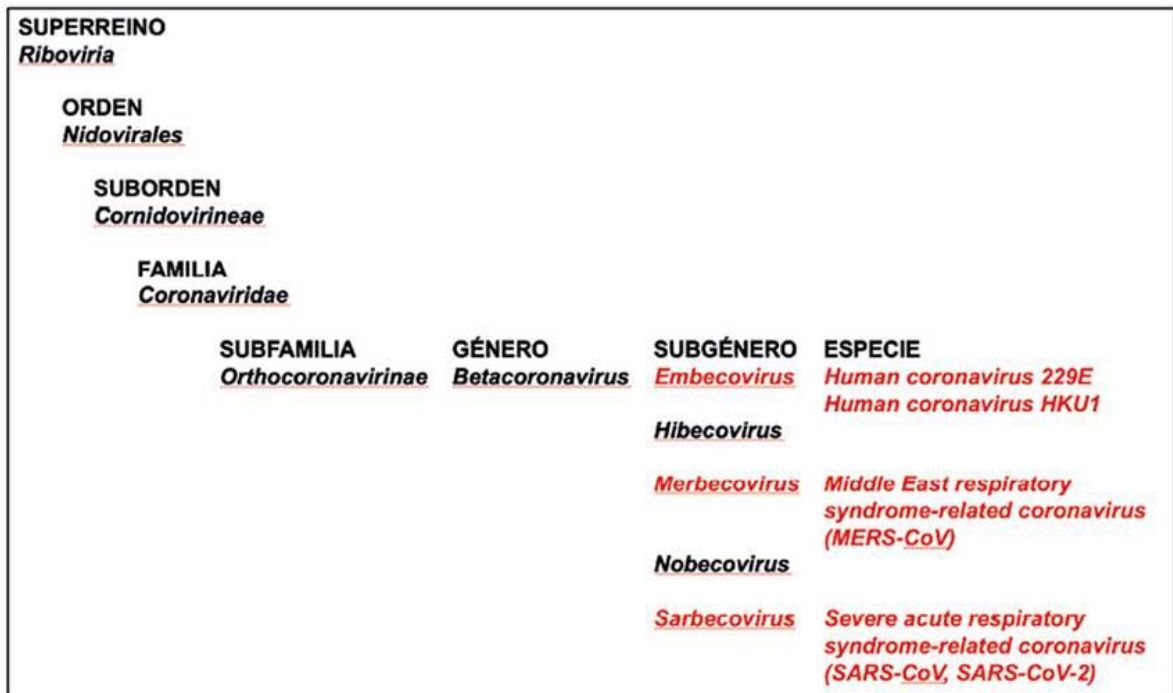 SUPERREINO
Riboviria
ORDEN
Nidovirales
SUBORDEN
Cornidovirineae
FAMILIA
Coronaviridae
SUBFAMILIA GÉNERO SUBGÉNERO ESPECIE
Orthocoronavirinae Betacoronavirus Embecovirus Human coronavirus 229E
Human coronavirus HKU1
Hibecovirus
Merbecovirus Middle East respiratory
syndrome-related coronavirus
(MERS-CoV)
Nobecovirus
Sarbecovirus Severe acute respiratory
syndrome-related coronavirus
(SARS-CoV, SARS-CoV-2)